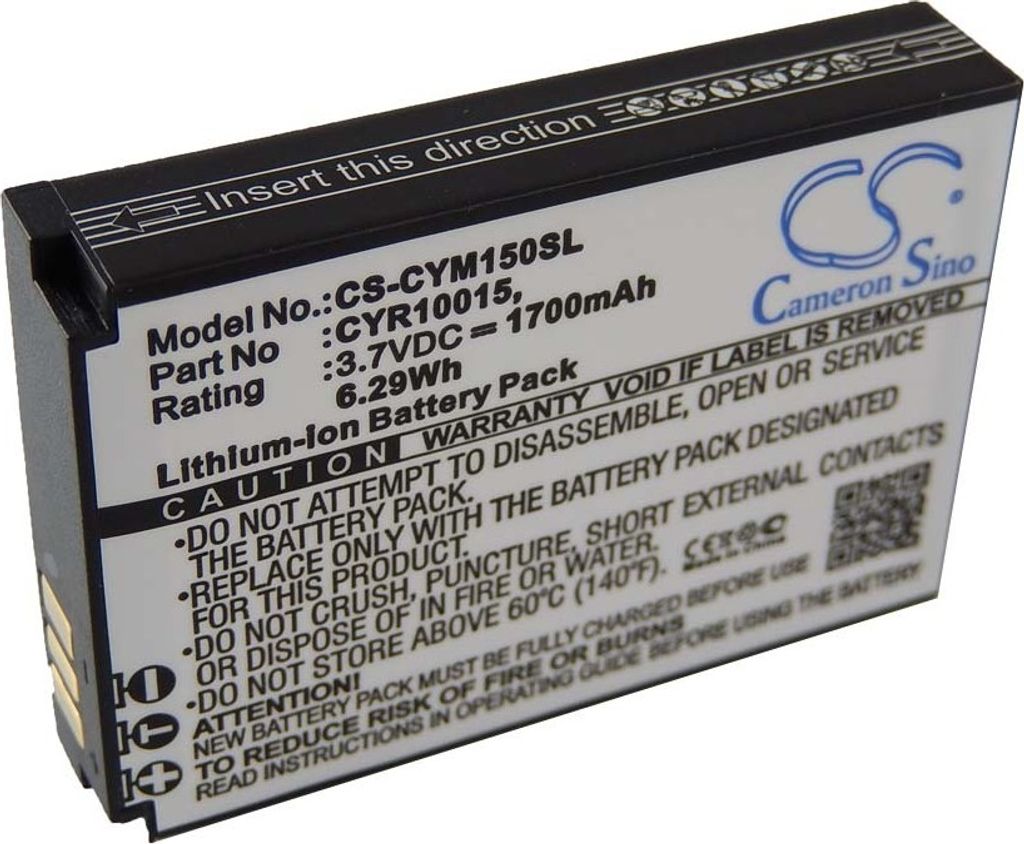 Insert this direction
CS
Cameron Sino
Model No.:CS-CYM150SL
Part No :CYR10015,
Rating :3.7VDC⎓1700mAh
6.29Wh
Lithium-ion Battery Pack
CAUTION WARRANTY VOID IF LABEL IS REMOVED
•DO NOT ATTEMPT TO DISASSEMBLE, OPEN OR SERVICE
THE BATTERY PACK.
•REPLACE ONLY WITH THE BATTERY PACK DESIGNATED
FOR THIS PRODUCT.
•DO NOT CRUSH, PUNCTURE, SHORT EXTERNAL CONTACTS
OR DISPOSE OF IN FIRE OR WATER.
•DO NOT STORE ABOVE 60°C (140°F).
ATTENTION!
NEW BATTERY PACK MUST BE FULLY CHARGED BEFORE USE
TO REDUCE RISK OF FIRE OR BURNS
READ INSTRUCTIONS BEFORE USING THE BATTERY
Made in China